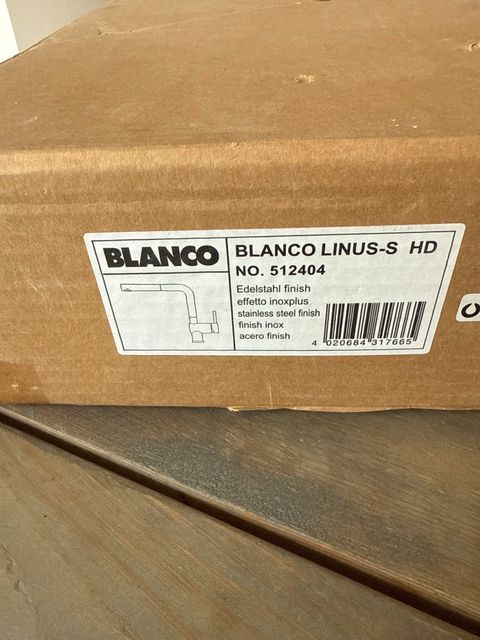 BLANCO
BLANCO LINUS-S HD
NO. 512404
Edelstahl finish
effetto inoxplus
stainless steel finish
finish inox
acero finish
4 020684 317665